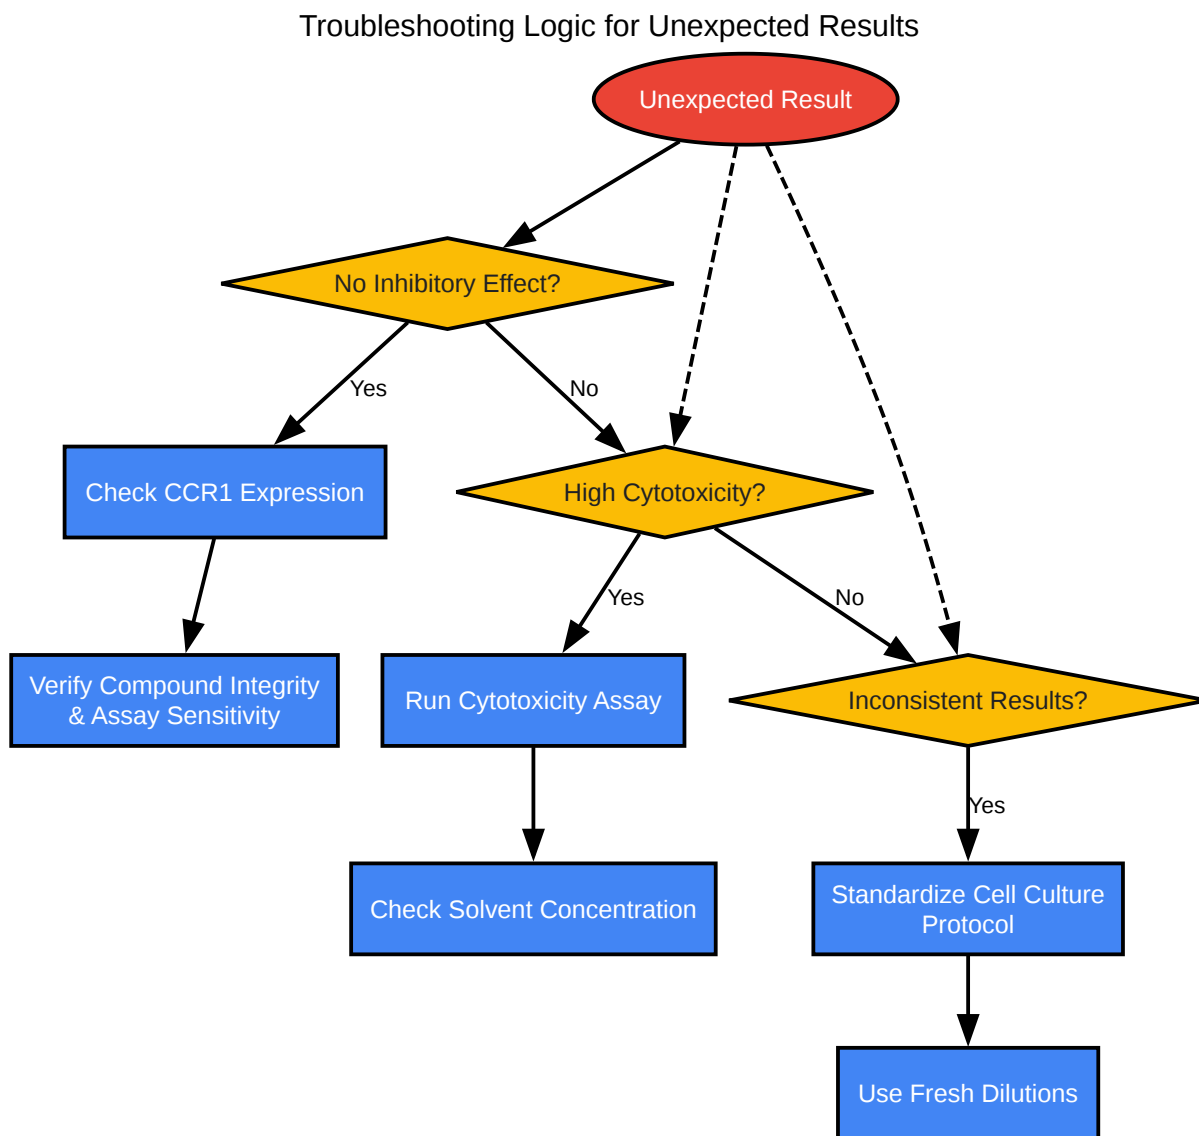 Troubleshooting Logic for Unexpected Results
Unexpected Result
No Inhibitory Effect?
Yes
No
Check CCR1 Expression
High Cytotoxicity?
Yes
No
Verify Compound Integrity
& Assay Sensitivity
Run Cytotoxicity Assay
Inconsistent Results?
Yes
Check Solvent Concentration
Standardize Cell Culture
Protocol
Use Fresh Dilutions